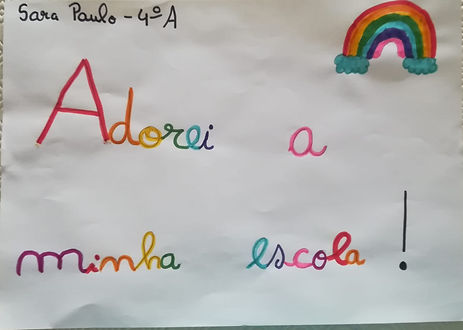 Sara Paulo - 4º A
Adorei a
minha escola!